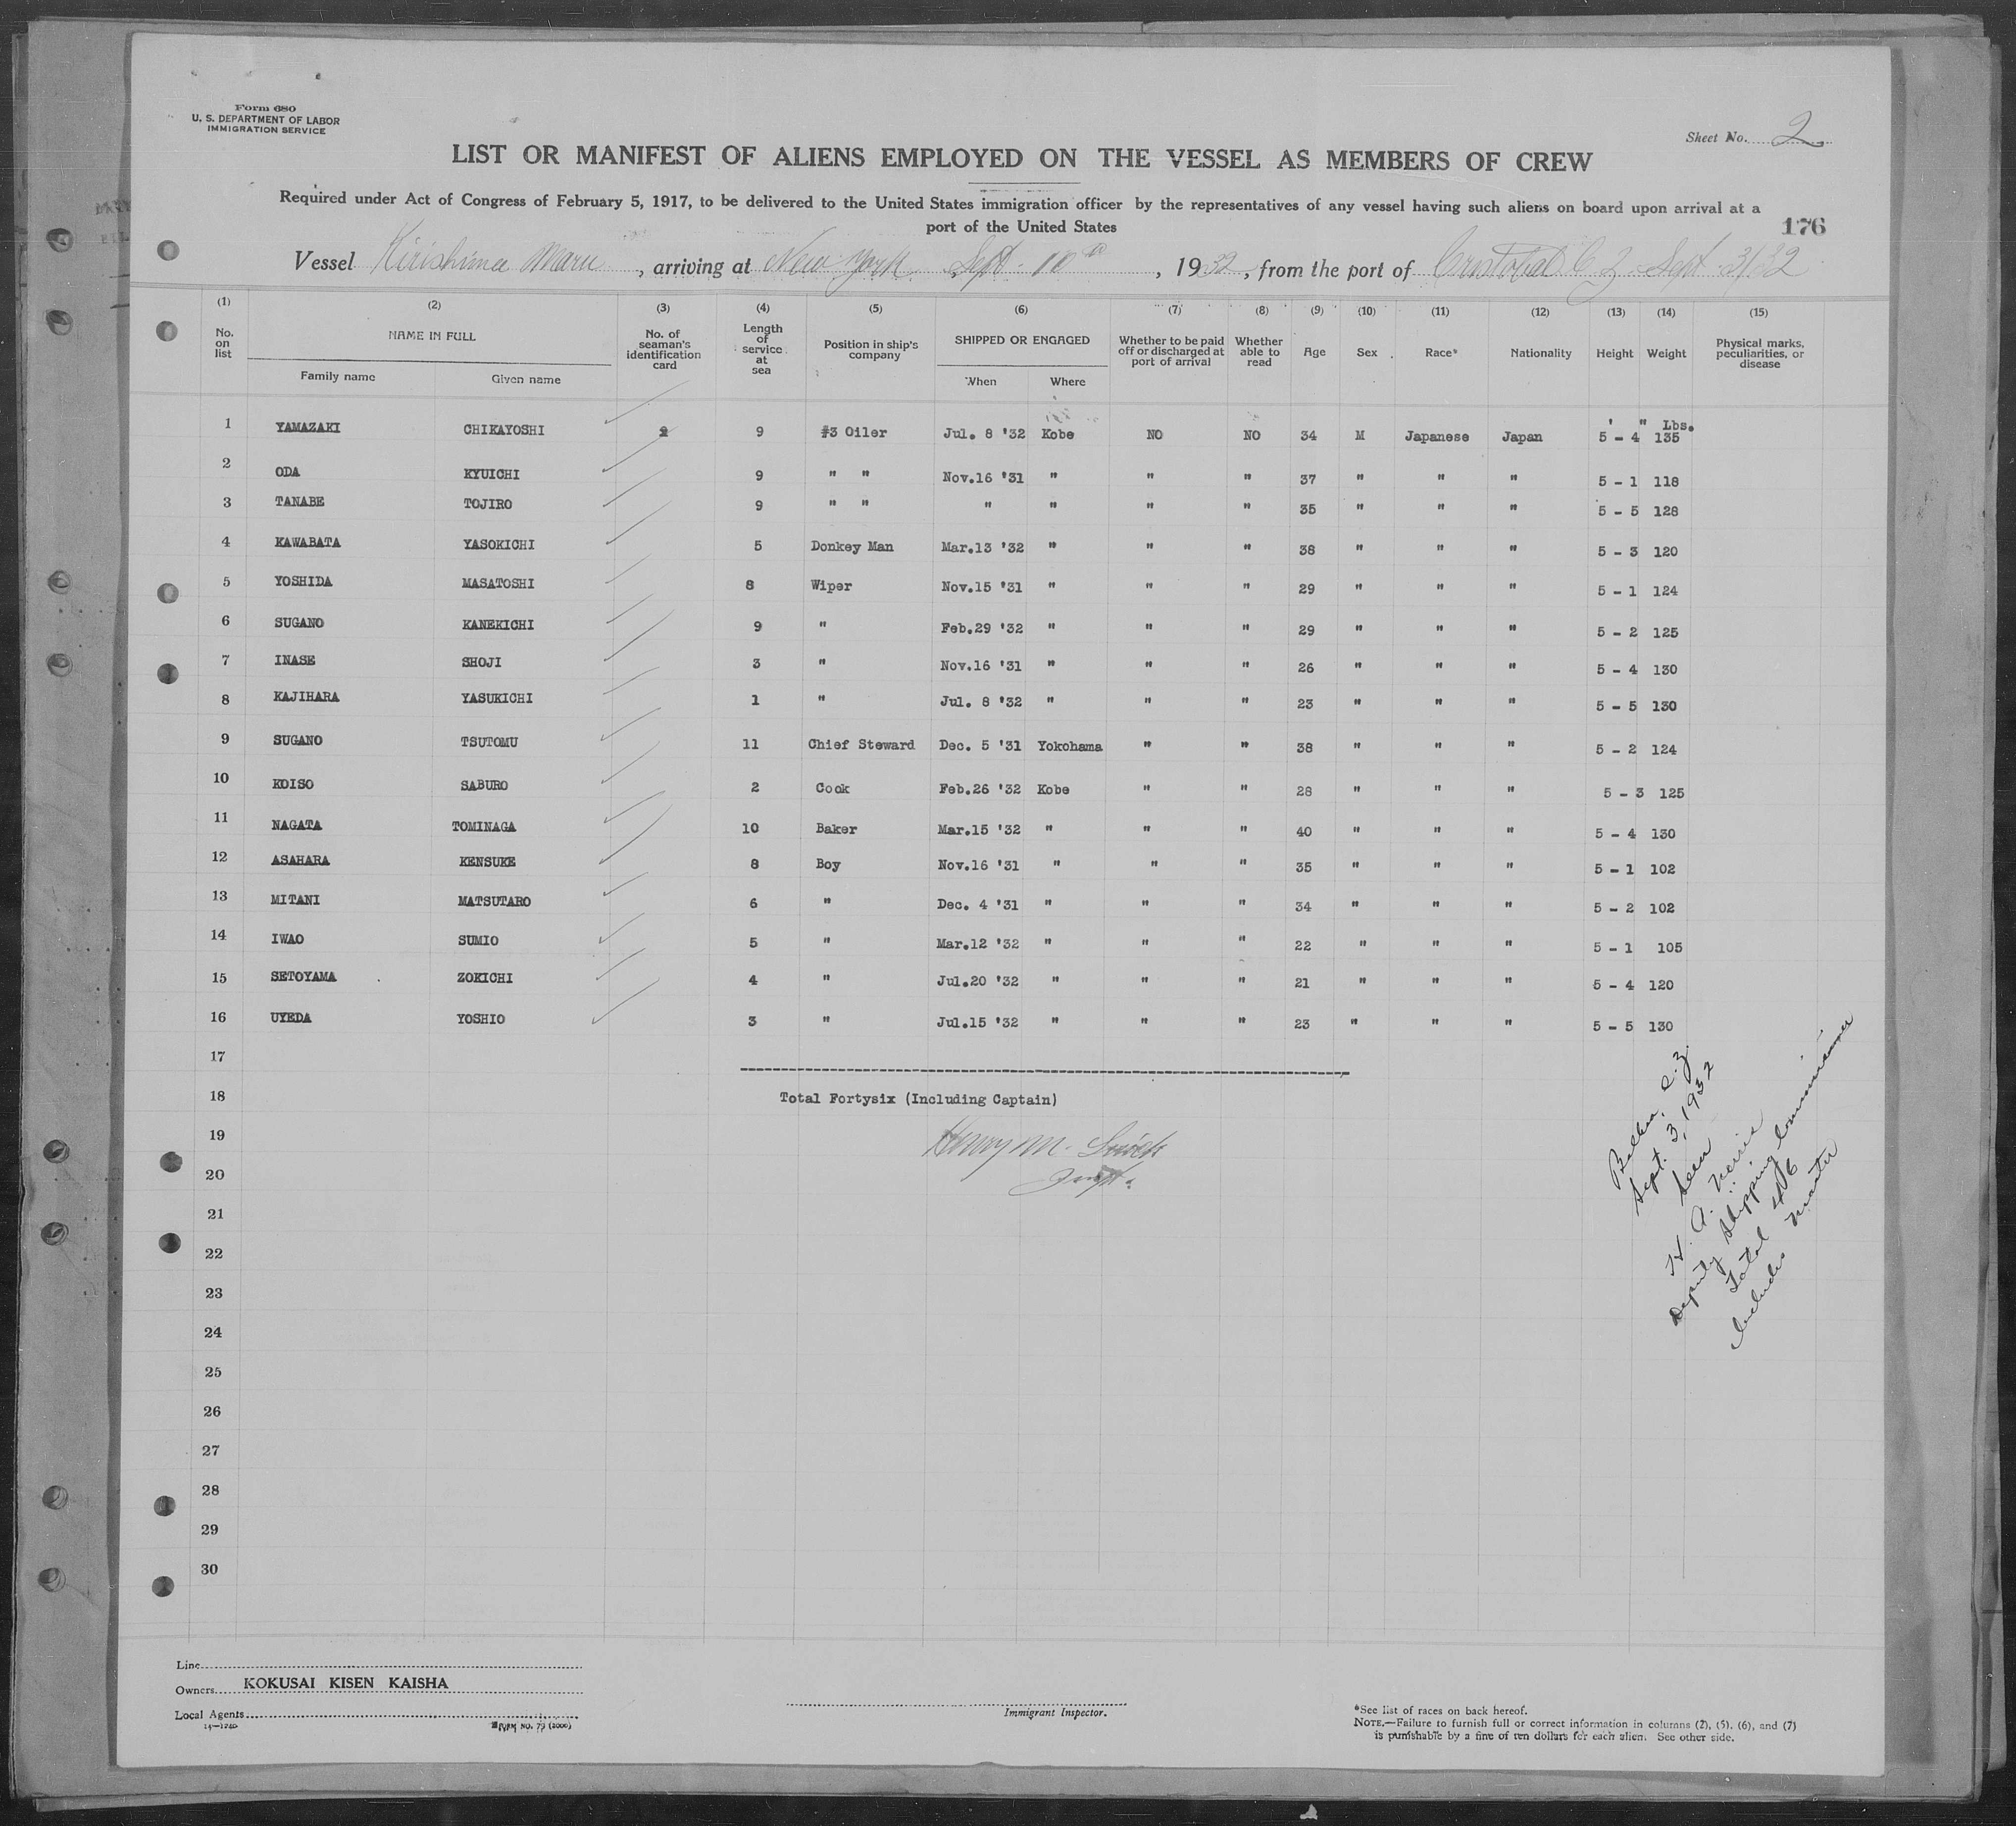 Form 680
U. S. DEPARTMENT OF LABOR
IMMIGRATION SERVICE
Sheet No. 2
LIST OR MANIFEST OF ALIENS EMPLOYED ON THE VESSEL AS MEMBERS OF CREW
Required under Act of Congress of February 5, 1917, to be delivered to the United States immigration officer by the representatives of any vessel having such aliens on board upon arrival at a
port of the United States
176
Vessel Kirishima Maru, arriving at New York Sept. 10th, 1932, from the port of Cristobal C Z Sept 3/32
(1) (2) (3) (4) (5) (6) (7) (8) (9) (10) (11) (12) (13) (14) (15)
No. on list NAME IN FULL Family name Given name No. of seaman's identification card Length of service at sea Position in ship's company SHIPPED OR ENGAGED When Where Whether to be paid off or discharged at port of arrival Whether able to read Age Sex Race* Nationality Height Weight Physical marks, peculiarities, or disease
' " Lbs.
1 YAMAZAKI CHIKAYOSHI 2 9 #3 Oiler Jul. 8 '32 Kobe NO NO 34 M Japanese Japan 5 - 4 135
2 ODA KYUICHI 9 " " Nov.16 '31 " " " 37 " " " 5 - 1 118
3 TANABE TOJIRO 9 " " " " " " 35 " " " 5 - 5 128
4 KAWABATA YASOKICHI 5 Donkey Man Mar.13 '32 " " " 38 " " " 5 - 3 120
5 YOSHIDA MASATOSHI 8 Wiper Nov.15 '31 " " " 29 " " " 5 - 1 124
6 SUGANO KANEKICHI 9 " Feb.29 '32 " " " 29 " " " 5 - 2 125
7 INASE SHOJI 3 " Nov.16 '31 " " " 26 " " " 5 - 4 130
8 KAJIHARA YASUKICHI 1 " Jul. 8 '32 " " " 23 " " " 5 - 5 130
9 SUGANO TSUTOMU 11 Chief Steward Dec. 5 '31 Yokohama " " 38 " " " 5 - 2 124
10 KOISO SABURO 2 Cook Feb.26 '32 Kobe " " 28 " " " 5 - 3 125
11 NAGATA TOMINAGA 10 Baker Mar.15 '32 " " " 40 " " " 5 - 4 130
12 ASAHARA KENSUKE 8 Boy Nov.16 '31 " " " 35 " " " 5 - 1 102
13 MITANI MATSUTARO 6 " Dec. 4 '31 " " " 34 " " " 5 - 2 102
14 IWAO SUMIO 5 " Mar.12 '32 " " " 22 " " " 5 - 1 105
15 SETOYAMA ZOKICHI 4 " Jul.20 '32 " " " 21 " " " 5 - 4 120
16 UYEDA YOSHIO 3 " Jul.15 '32 " " " 23 " " " 5 - 5 130
17
18 Total Fortysix (Including Captain)
19 Henry M.
20
21
22
23
24
25
26
27
28
29
30
Balboa, C.Z.
Sept. 3, 1932
Seen
H. A.
Deputy Shipping Commissioner
Total 46
Includes Master
Line
Owners KOKUSAI KISEN KAISHA
Local Agents
14-1240
FORM NO. 79 (2000)
Immigrant Inspector.
*See list of races on back hereof.
NOTE.—Failure to furnish full or correct information in columns (2), (5), (6), and (7)
is punishable by a fine of ten dollars for each alien. See other side.